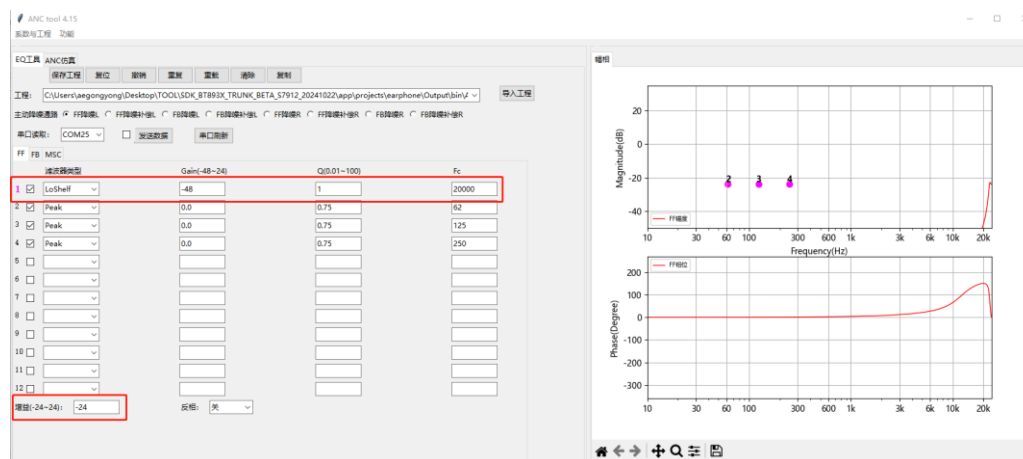 ANC tool 4.15
系数与工程 功能
EQ工具 ANC仿真
保存工程 复位 撤销 重复 重载 清除 复制
工程: C:\Users\aegongyong\Desktop\TOOL\SDK_BT893X_TRUNK_BETA_S7912_20241022\app\projects\earphone\Output\bin\A 导入工程
主动降噪通路 FF降噪L FF降噪补偿L FB降噪L FB降噪补偿L FF降噪R FF降噪补偿R FB降噪R FB降噪补偿R
串口读取: COM25 发送数据 串口刷新
FF FB MSC
滤波器类型 Gain(-48~24) Q(0.01~100) Fc
1 LoShelf -48 1 20000
2 Peak 0.0 0.75 62
3 Peak 0.0 0.75 125
4 Peak 0.0 0.75 250
5
6
7
8
9
10
11
12
增益(-24~24): -24 反相: 关
幅相
Magnitude(dB)
20
0
-20
-40
2 3 4
FF幅度
10 30 60 100 300 600 1k 3k 6k 10k 20k
Frequency(Hz)
Phase(Degree)
200
100
0
-100
-200
-300
FF相位
10 30 60 100 300 600 1k 3k 6k 10k 20k